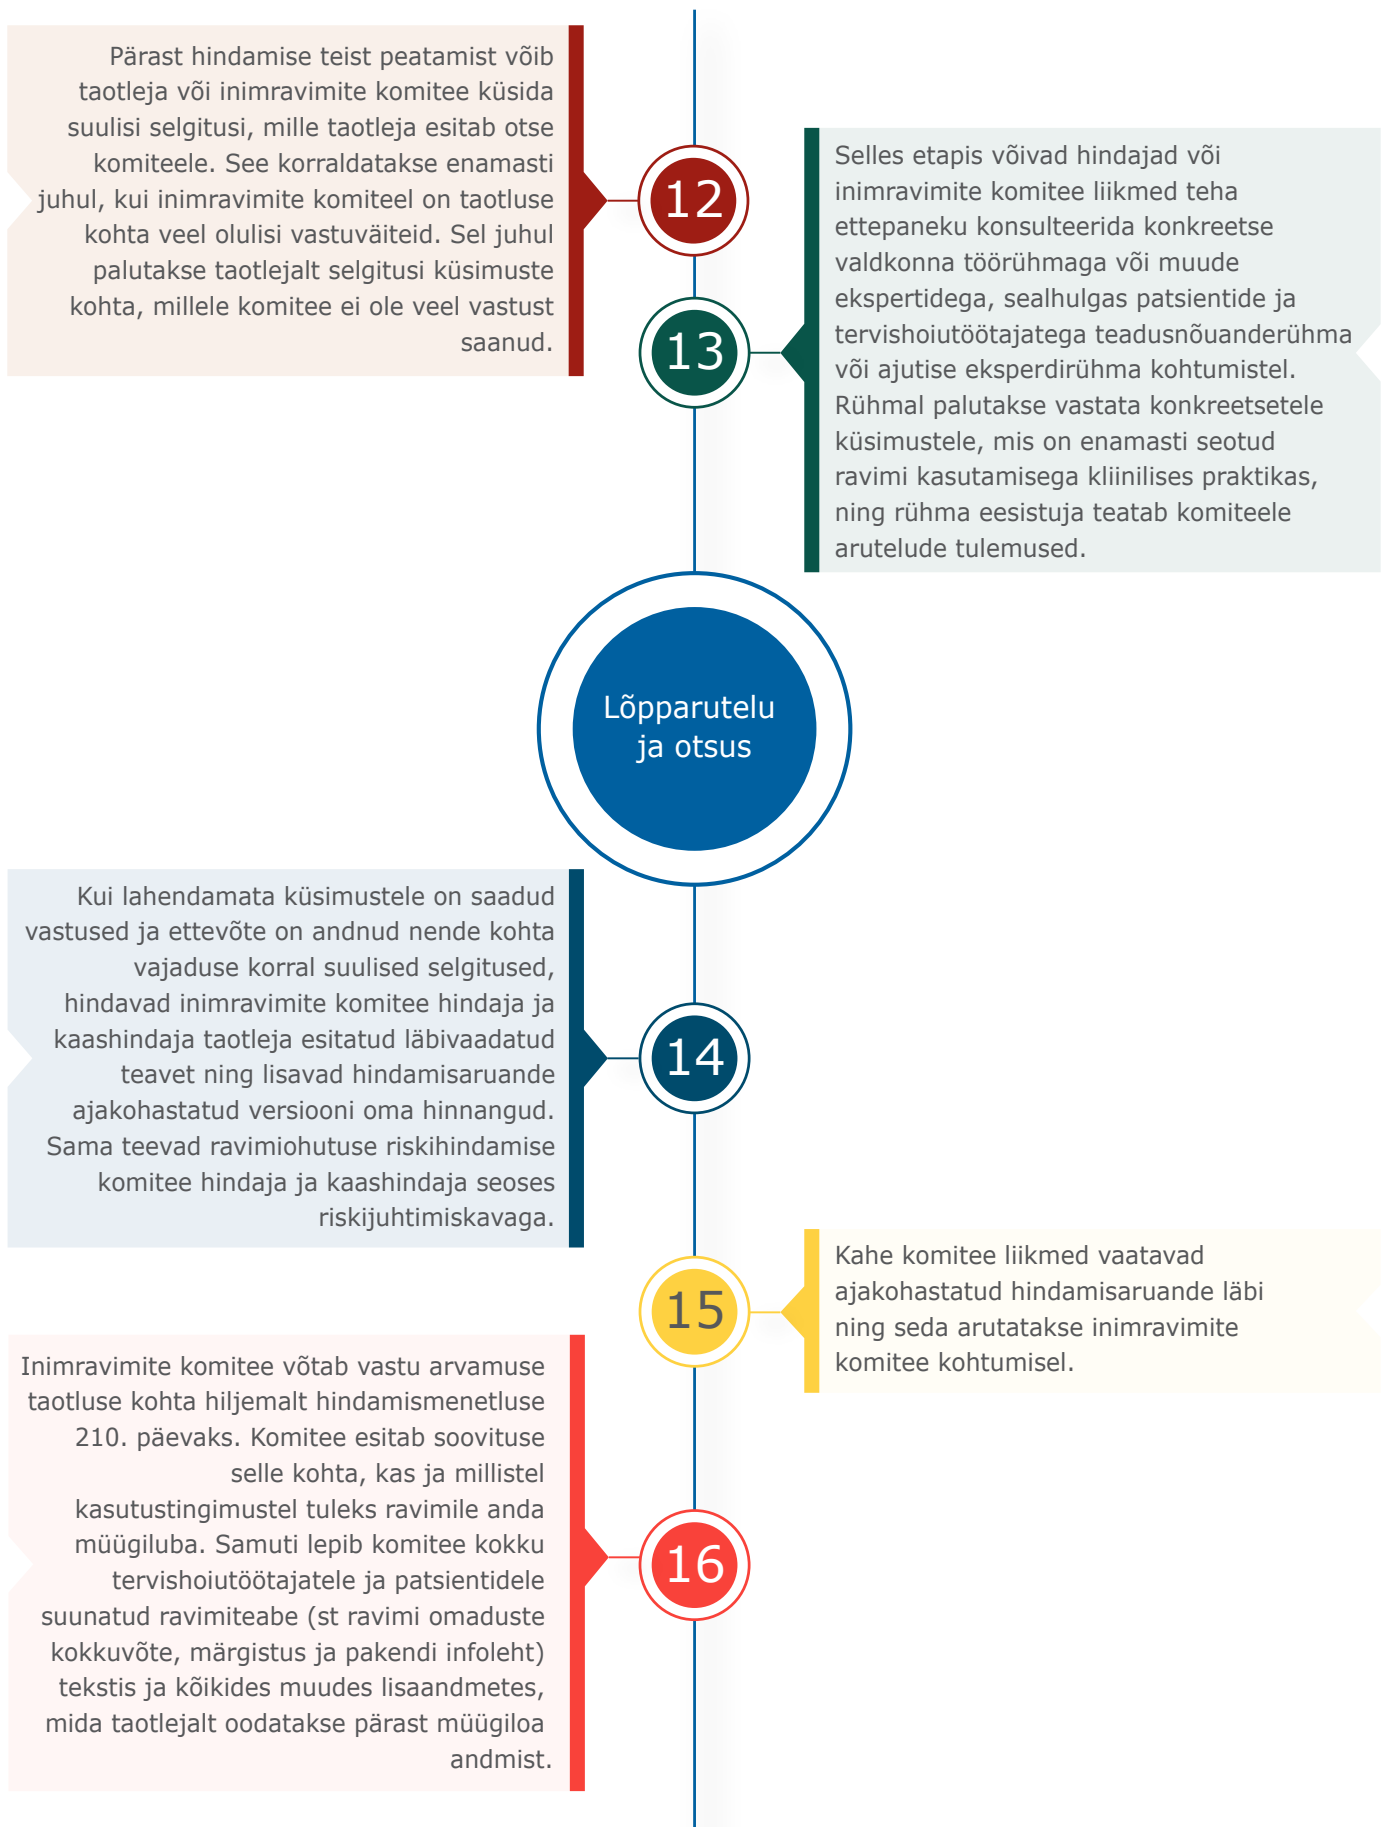 Pärast hindamise teist peatamist võib
taotleja või inimravimite komitee küsida
suulisi selgitusi, mille taotleja esitab otse
komiteele. See korraldatakse enamasti
juhul, kui inimravimite komiteel on taotluse
kohta veel olulisi vastuväiteid. Sel juhul
palutakse taotlejalt selgitusi küsimuste
kohta, millele komitee ei ole veel vastust
saanud.
12
13
Selles etapis võivad hindajad või
inimravimite komitee liikmed teha
ettepaneku konsulteerida konkreetse
valdkonna töörühmaga või muude
ekspertidega, sealhulgas patsientide ja
tervishoiutöötajatega teadusnõuanderühma
või ajutise eksperdirühma kohtumistel.
Rühmal palutakse vastata konkreetsetele
küsimustele, mis on enamasti seotud
ravimi kasutamisega kliinilises praktikas,
ning rühma eesistuja teatab komiteele
arutelude tulemused.
Lõpparutelu
ja otsus
Kui lahendamata küsimustele on saadud
vastused ja ettevõte on andnud nende kohta
vajaduse korral suulised selgitused,
hindavad inimravimite komitee hindaja ja
kaashindaja taotleja esitatud läbivaadatud
teavet ning lisavad hindamisaruande
ajakohastatud versiooni oma hinnangud.
Sama teevad ravimiohutuse riskihindamise
komitee hindaja ja kaashindaja seoses
riskijuhtimiskavaga.
14
15
Kahe komitee liikmed vaatavad
ajakohastatud hindamisaruande läbi
ning seda arutatakse inimravimite
komitee kohtumisel.
Inimravimite komitee võtab vastu arvamuse
taotluse kohta hiljemalt hindamismenetluse
210. päevaks. Komitee esitab soovituse
selle kohta, kas ja millistel
kasutustingimustel tuleks ravimile anda
müügiluba. Samuti lepib komitee kokku
tervishoiutöötajatele ja patsientidele
suunatud ravimiteabe (st ravimi omaduste
kokkuvõte, märgistus ja pakendi infoleht)
tekstis ja kõikides muudes lisaandmetes,
mida taotlejalt oodatakse pärast müügiloa
andmist.
16